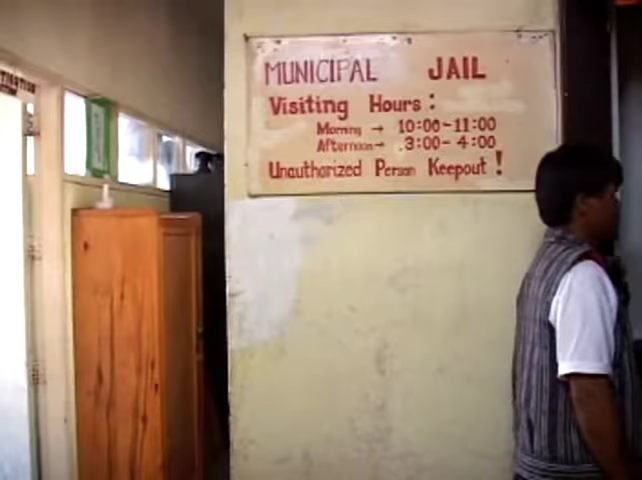 MUNICIPAL JAIL
Visiting Hours :
Morning → 10:00-11:00
Afternoon→ 3:00- 4:00
Unauthorized Person Keepout !